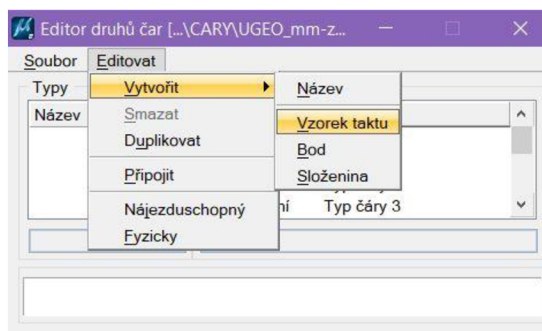 Editor druhů čar [...\CARY\UGEO_mm-z...
Soubor Editovat
Typy
Název
Vytvořit
Smazat
Duplikovat
Připojit
Nájezduschopný
Fyzicky
Název
Vzorek taktu
Bod
Složenina
ní Typ čáry 3